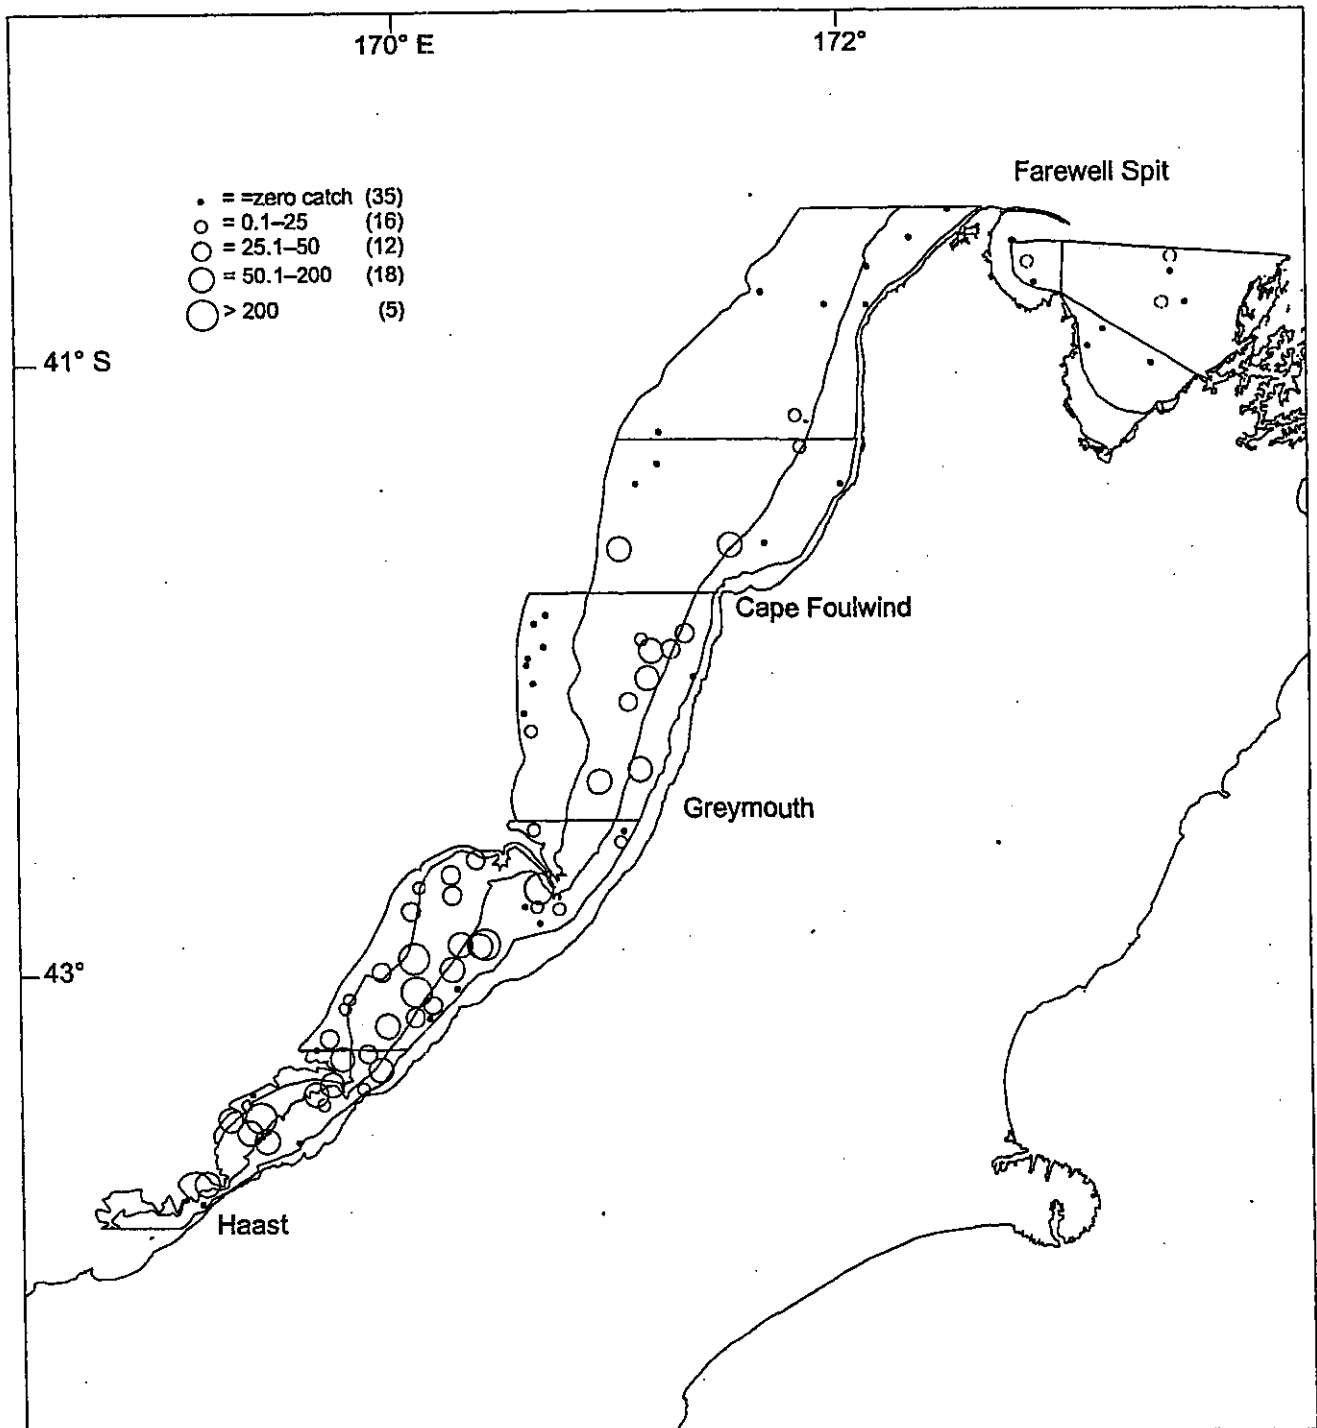 170° E
172°
Farewell Spit
• = =zero catch (35)
○ = 0.1–25 (16)
○ = 25.1–50 (12)
○ = 50.1–200 (18)
○ > 200 (5)
41° S
Cape Foulwind
Greymouth
43°
Haast